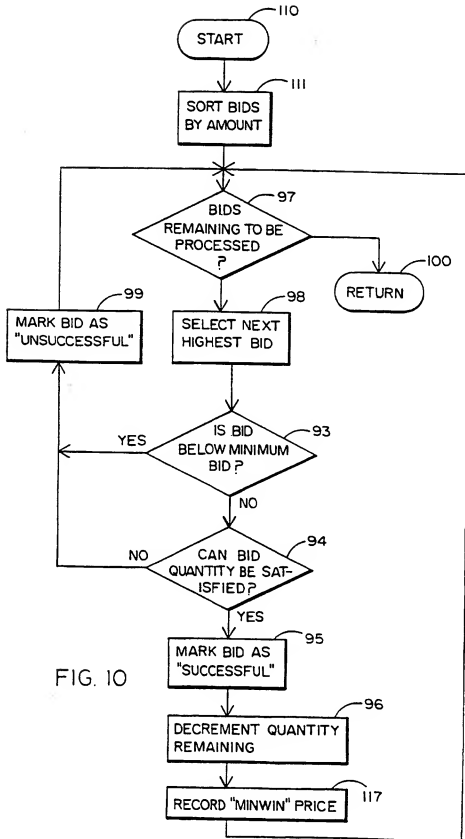 110
START
111
SORT BIDS
BY AMOUNT
97
BIDS
REMAINING TO BE
PROCESSED
?
100
RETURN
99
MARK BID AS
"UNSUCCESSFUL"
98
SELECT NEXT
HIGHEST BID
93
YES
IS BID
BELOW MINIMUM
BID?
NO
94
NO
CAN BID
QUANTITY BE SAT-
ISFIED?
YES
95
MARK BID AS
"SUCCESSFUL"
FIG. 10
96
DECREMENT QUANTITY
REMAINING
117
RECORD "MINWIN" PRICE